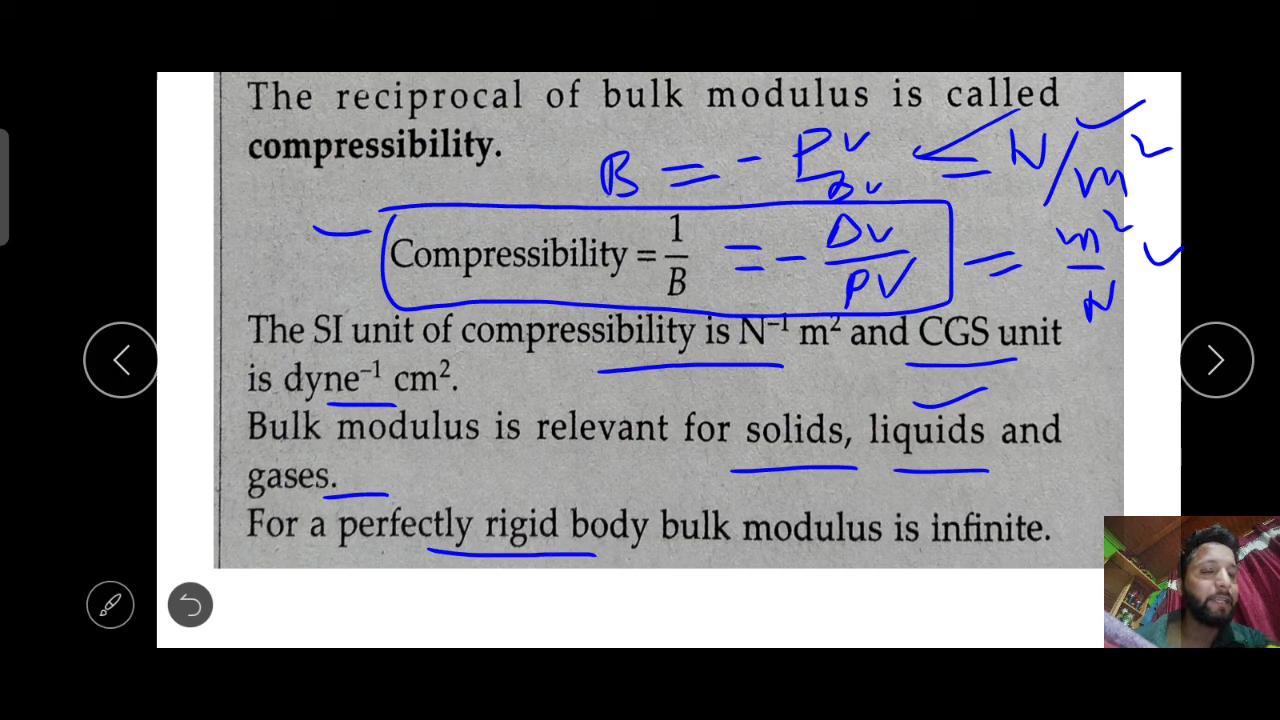 The reciprocal of bulk modulus is called
compressibility.
B = - PV/ΔV = N/m²
Compressibility = 1/B = - ΔV/PV = m²/N
The SI unit of compressibility is N⁻¹ m² and CGS unit
is dyne⁻¹ cm².
Bulk modulus is relevant for solids, liquids and
gases.
For a perfectly rigid body bulk modulus is infinite.